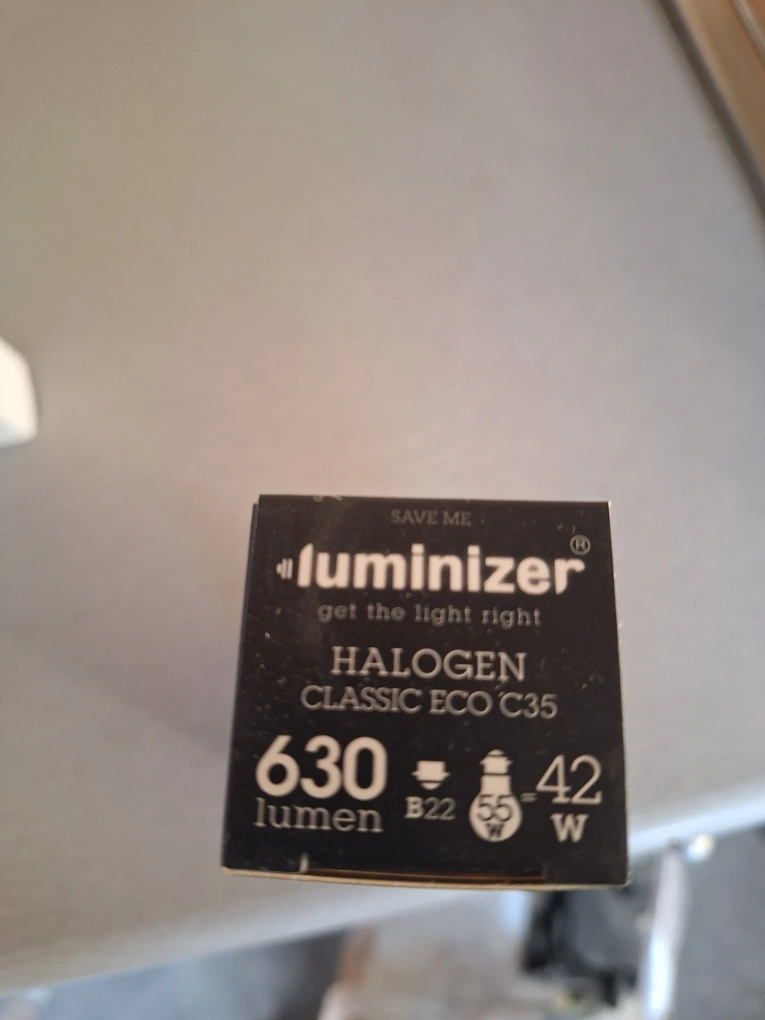 SAVE ME
luminizer®
get the light right
HALOGEN
CLASSIC ECO C35
630
lumen
B22
55
W
=
42
W